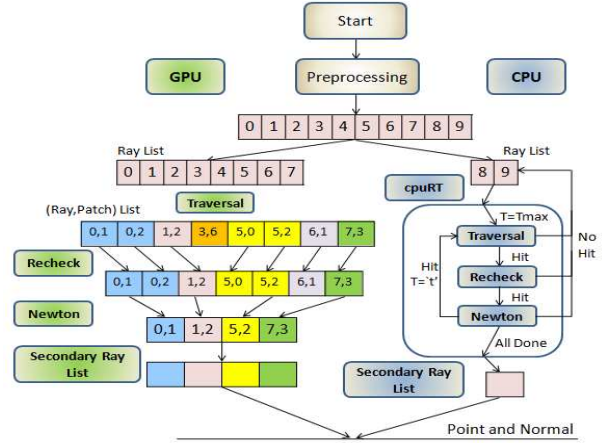 Start
GPU
Preprocessing
CPU
0 1 2 3 4 5 6 7 8 9
Ray List
Ray List
0 1 2 3 4 5 6 7
8 9
Traversal
cpuRT
(Ray,Patch) List
T=Tmax
0,1 0,2 1,2 3,6 5,0 5,2 6,1 7,3
Traversal
No
Hit
Recheck
Hit
Hit
T=`t'
0,1 0,2 1,2 5,0 5,2 6,1 7,3
Recheck
Hit
Newton
Newton
0,1 1,2 5,2 7,3
All Done
Secondary Ray
List
Secondary Ray
List
Point and Normal